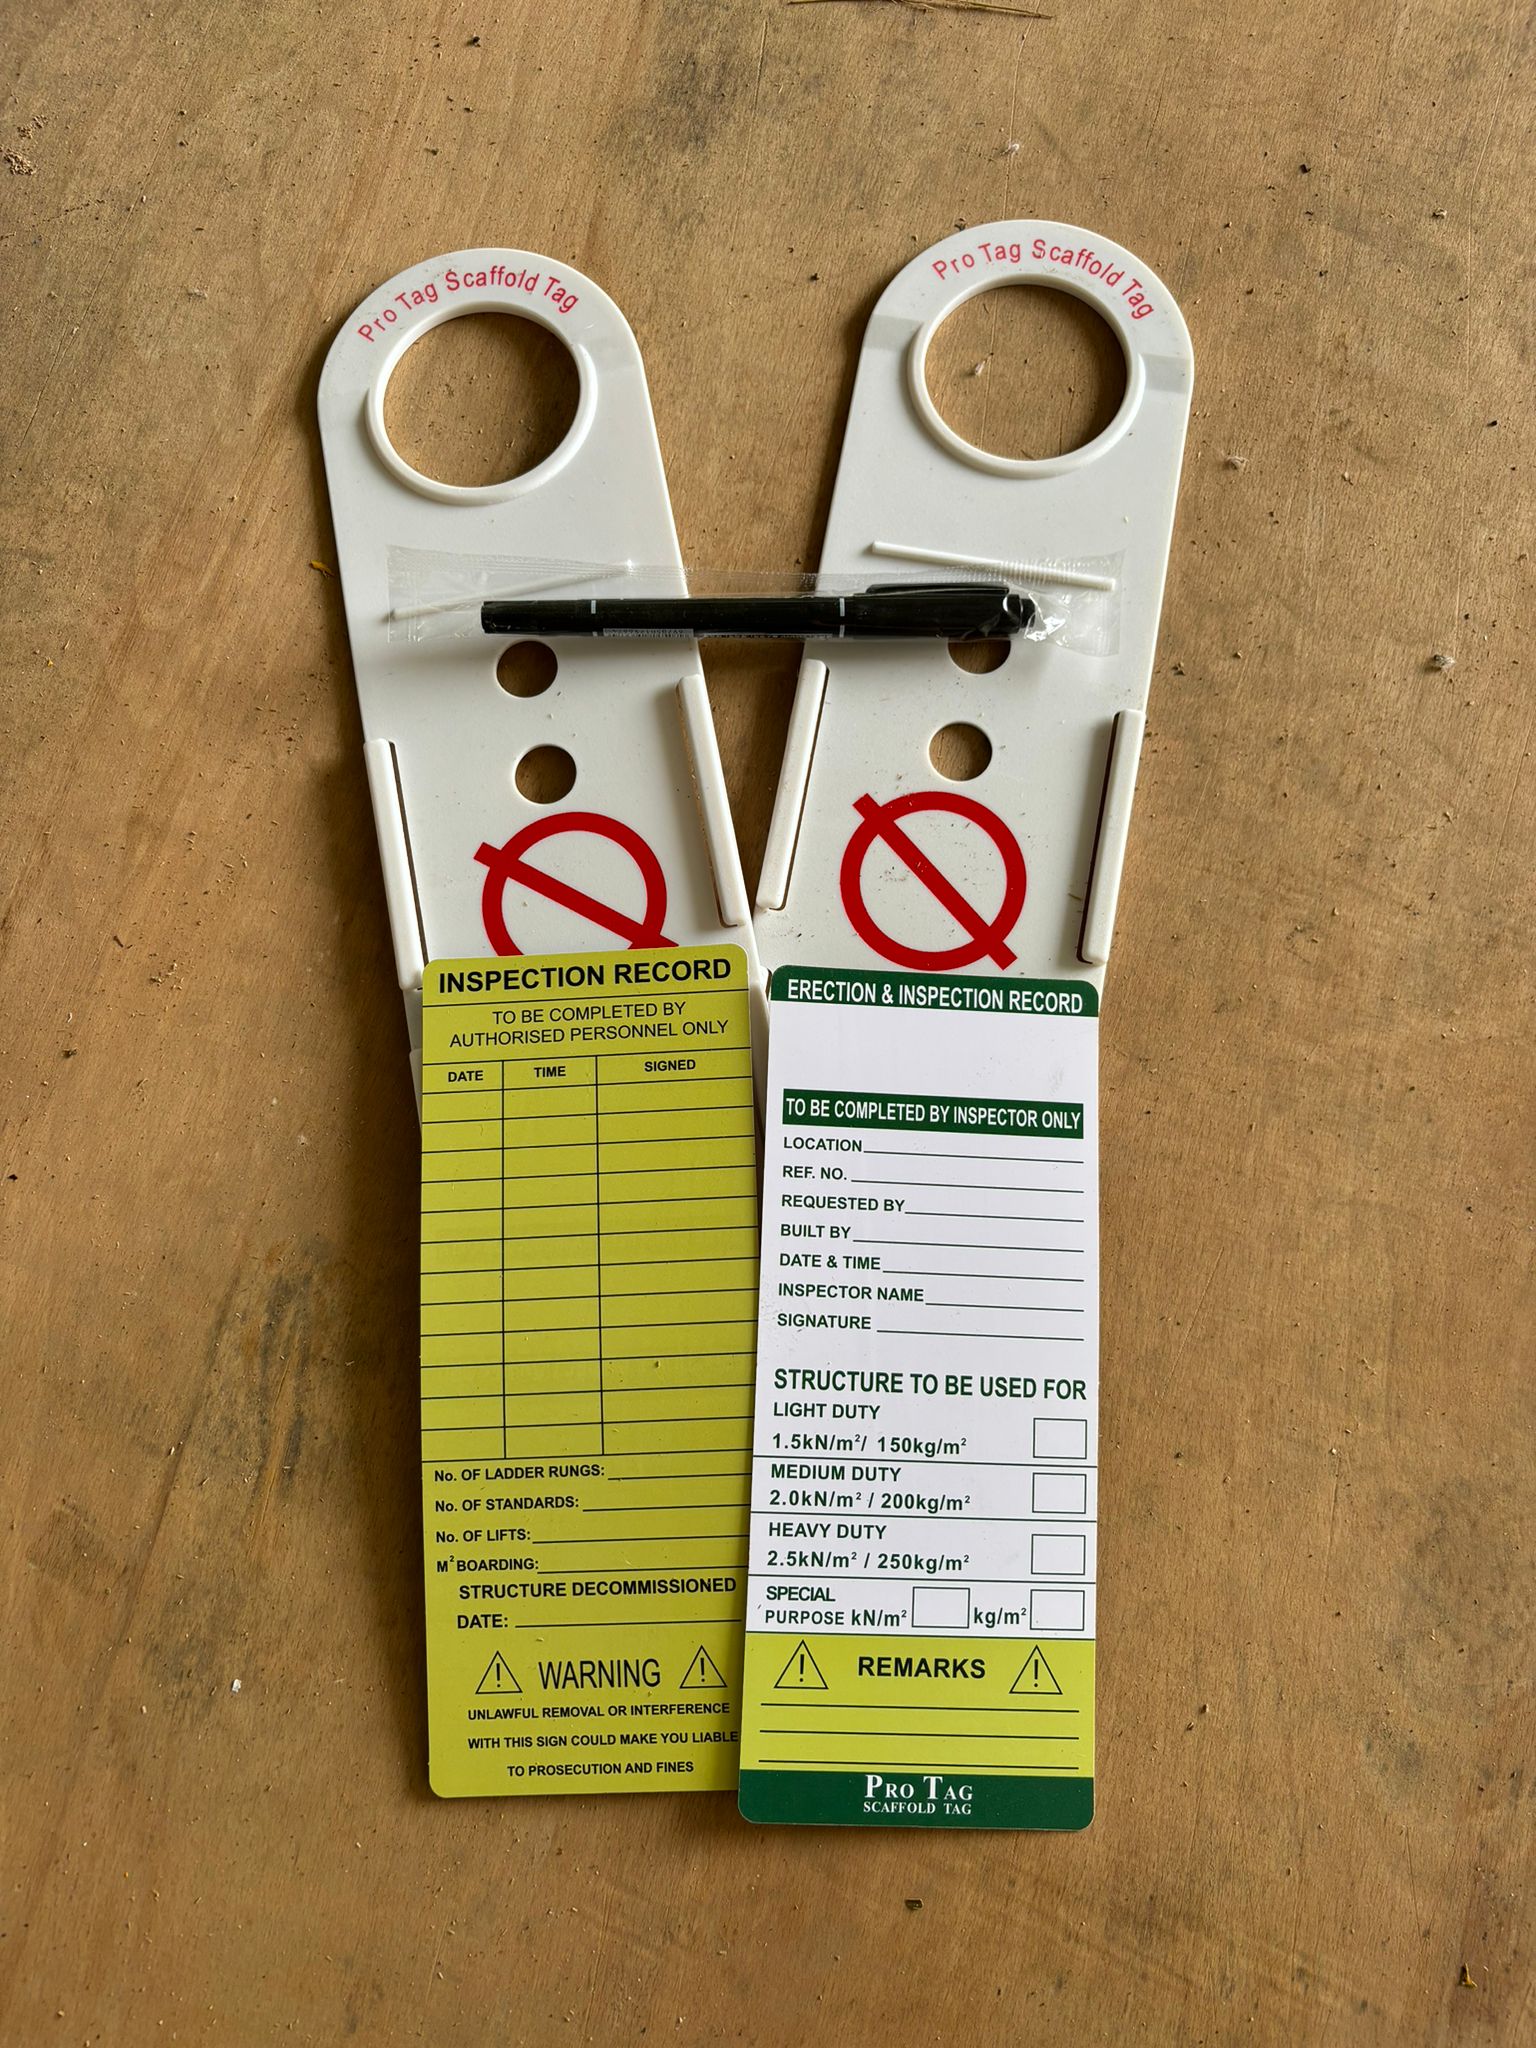 Pro Tag Scaffold Tag
Pro Tag Scaffold Tag
INSPECTION RECORD
TO BE COMPLETED BY
AUTHORISED PERSONNEL ONLY
DATE TIME SIGNED
No. OF LADDER RUNGS:
No. OF STANDARDS:
No. OF LIFTS:
M² BOARDING:
STRUCTURE DECOMMISSIONED
DATE:
WARNING
UNLAWFUL REMOVAL OR INTERFERENCE
WITH THIS SIGN COULD MAKE YOU LIABLE
TO PROSECUTION AND FINES
ERECTION & INSPECTION RECORD
TO BE COMPLETED BY INSPECTOR ONLY
LOCATION
REF. NO.
REQUESTED BY
BUILT BY
DATE & TIME
INSPECTOR NAME
SIGNATURE
STRUCTURE TO BE USED FOR
LIGHT DUTY
1.5kN/m²/ 150kg/m²
MEDIUM DUTY
2.0kN/m² / 200kg/m²
HEAVY DUTY
2.5kN/m² / 250kg/m²
SPECIAL
PURPOSE kN/m² kg/m²
REMARKS
PRO TAG
SCAFFOLD TAG